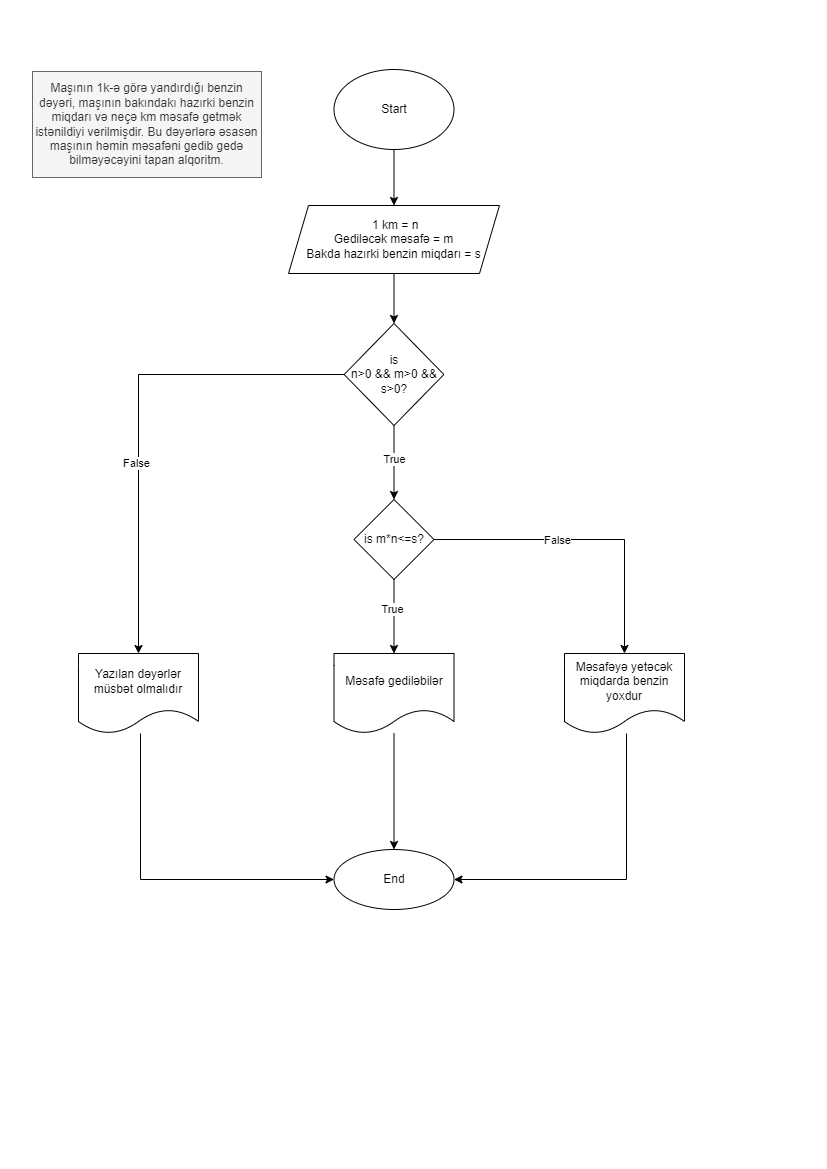 Maşının 1k-ə görə yandırdığı benzin
dəyəri, maşının bakındakı hazırki benzin
miqdarı və neçə km məsafə getmək
istənildiyi verilmişdir. Bu dəyərlərə əsasən
maşının həmin məsafəni gedib gedə
bilməyəcəyini tapan alqoritm.
Start
1 km = n
Gediləcək məsafə = m
Bakda hazırki benzin miqdarı = s
is
n>0 && m>0 &&
s>0?
False
True
is m*n<=s?
False
True
Yazılan dəyərlər
müsbət olmalıdır
Məsafə gediləbilər
Məsafəyə yetəcək
miqdarda benzin
yoxdur
End